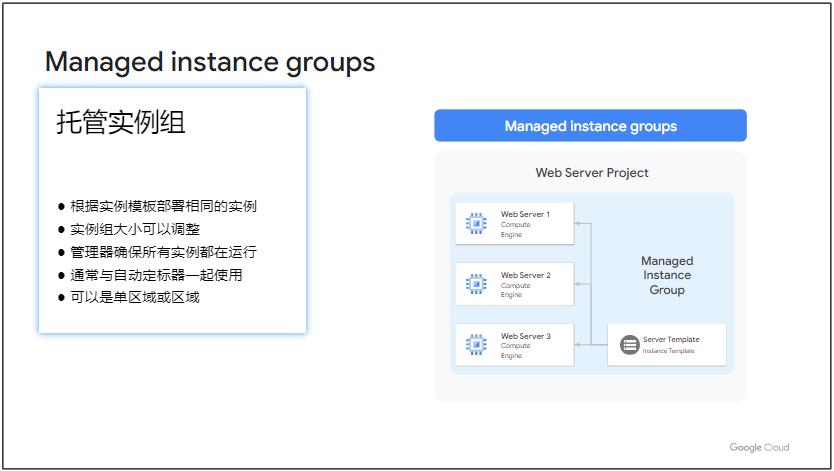 Managed instance groups
托管实例组
● 根据实例模板部署相同的实例
● 实例组大小可以调整
● 管理器确保所有实例都在运行
● 通常与自动定标器一起使用
● 可以是单区域或区域
Managed instance groups
Web Server Project
Web Server 1
Compute
Engine
Web Server 2
Compute
Engine
Web Server 3
Compute
Engine
Managed
Instance
Group
Server Template
Instance Template
Google Cloud